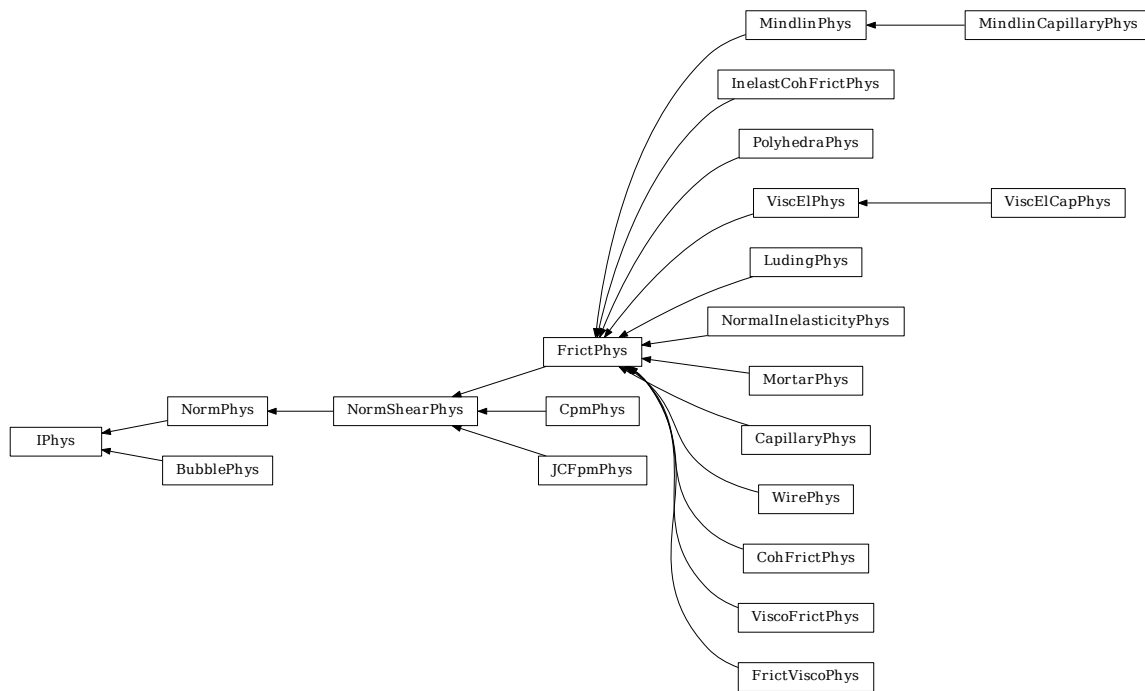 MindlinPhys
MindlinCapillaryPhys
InelastCohFrictPhys
PolyhedraPhys
ViscElPhys
ViscElCapPhys
LudingPhys
NormalInelasticityPhys
FrictPhys
MortarPhys
NormPhys
NormShearPhys
CpmPhys
IPhys
CapillaryPhys
BubblePhys
JCFpmPhys
WirePhys
CohFrictPhys
ViscoFrictPhys
FrictViscoPhys